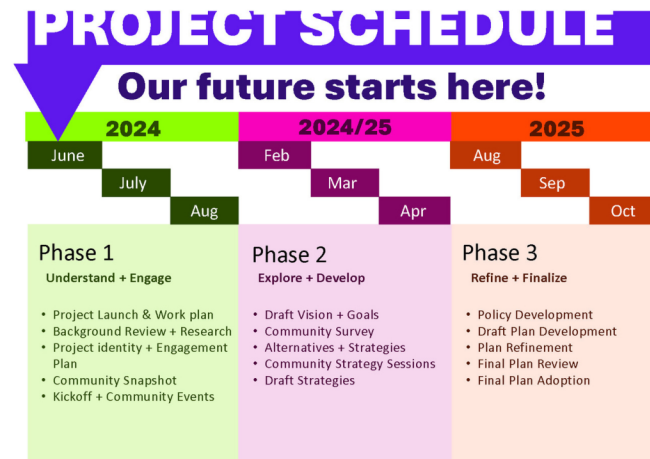 PROJECT SCHEDULE
Our future starts here!
2024
2024/25
2025
June
Feb
Aug
July
Mar
Sep
Aug
Apr
Oct
Phase 1
Understand + Engage
• Project Launch & Work plan
• Background Review + Research
• Project identity + Engagement
Plan
• Community Snapshot
• Kickoff + Community Events
Phase 2
Explore + Develop
• Draft Vision + Goals
• Community Survey
• Alternatives + Strategies
• Community Strategy Sessions
• Draft Strategies
Phase 3
Refine + Finalize
• Policy Development
• Draft Plan Development
• Plan Refinement
• Final Plan Review
• Final Plan Adoption